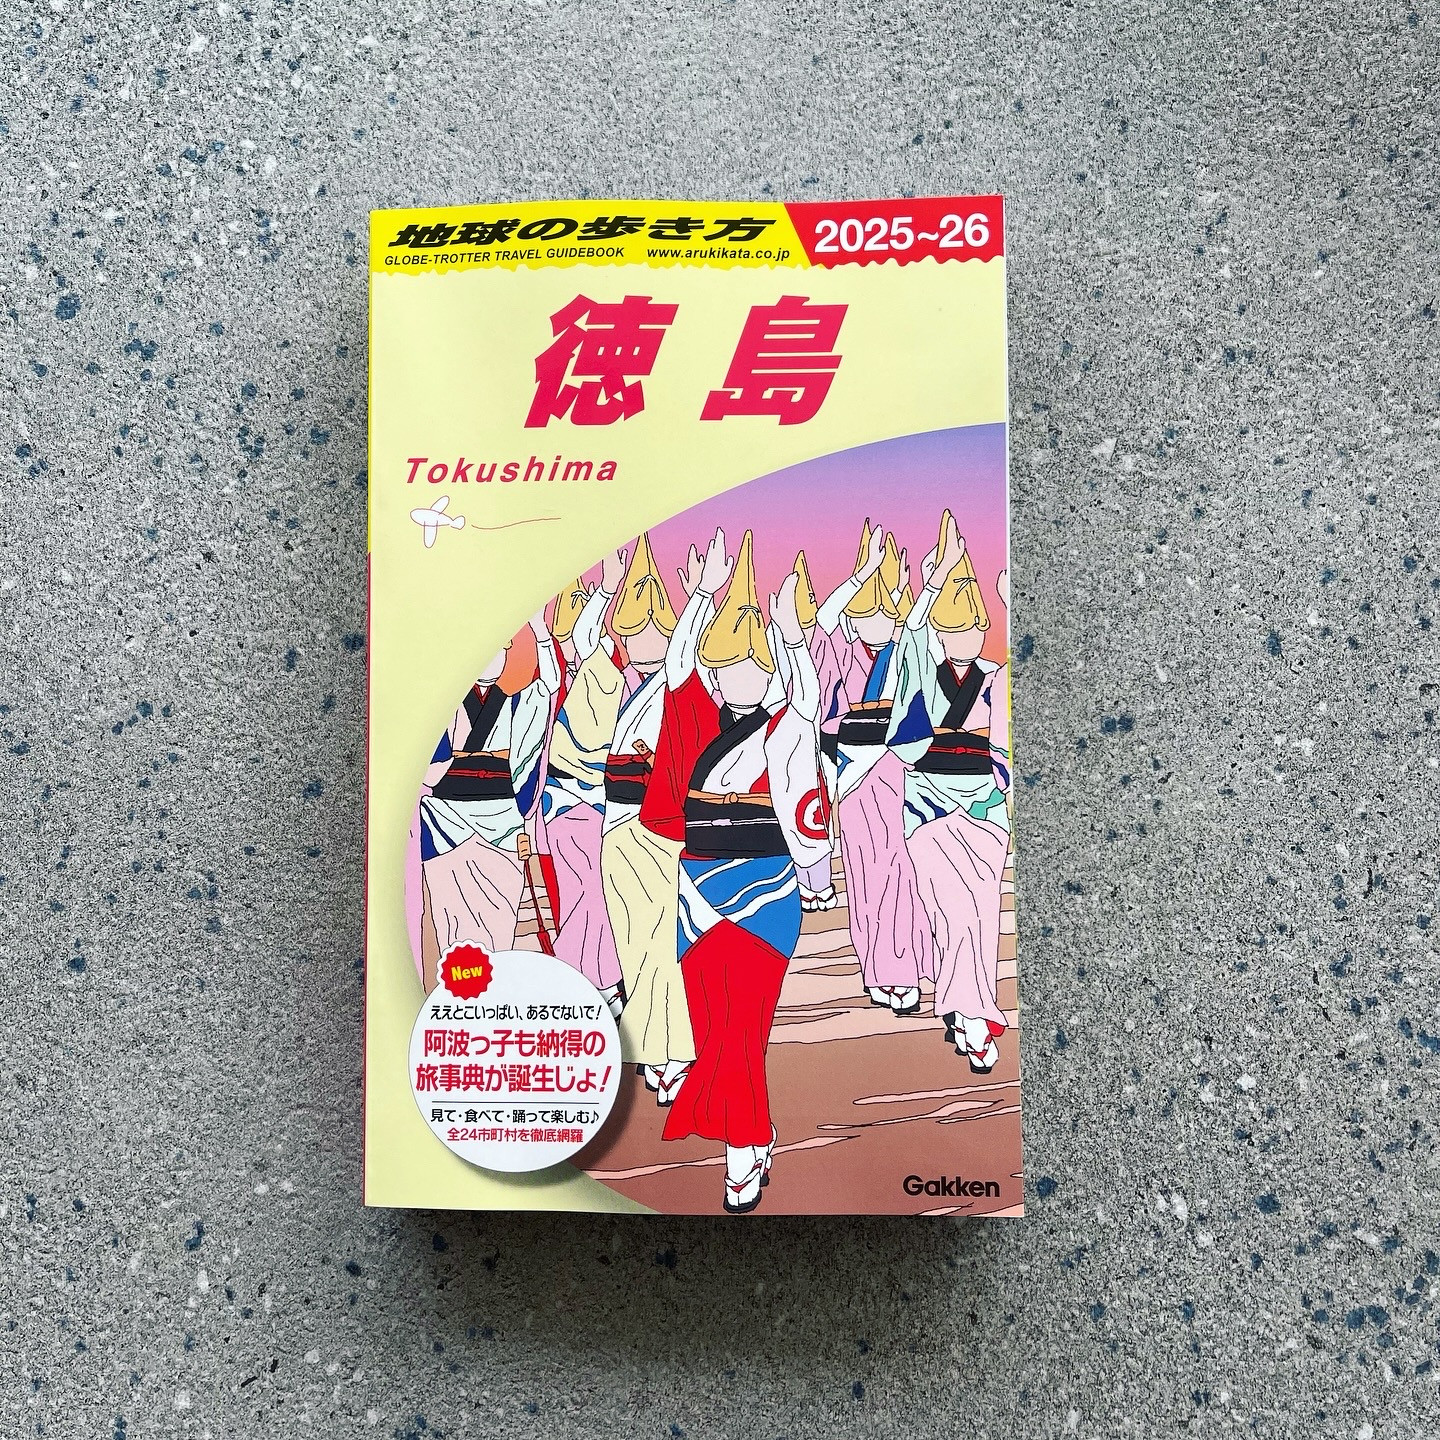 地球の歩き方
2025~26
GLOBE-TROTTER TRAVEL GUIDEBOOK
www.arukikata.co.jp
徳島
Tokushima
New
ええとこいっぱい、あるでないで!
阿波っ子も納得の
旅事典が誕生じょ!
見て・食べて・踊って楽しむ♪
全24市町村を徹底網羅
Gakken